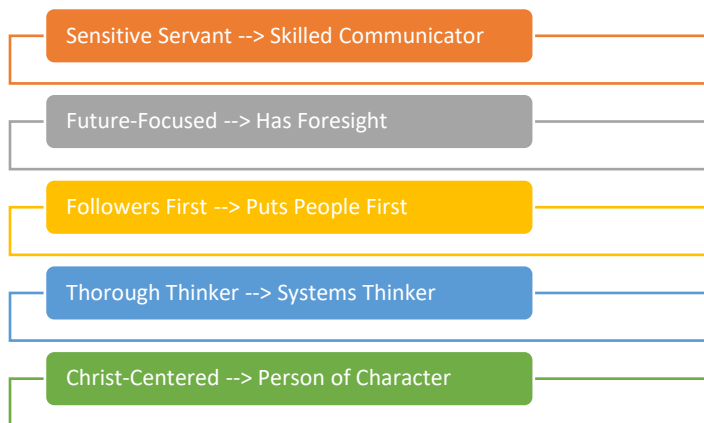 Sensitive Servant --> Skilled Communicator
Future-Focused --> Has Foresight
Followers First --> Puts People First
Thorough Thinker --> Systems Thinker
Christ-Centered --> Person of Character